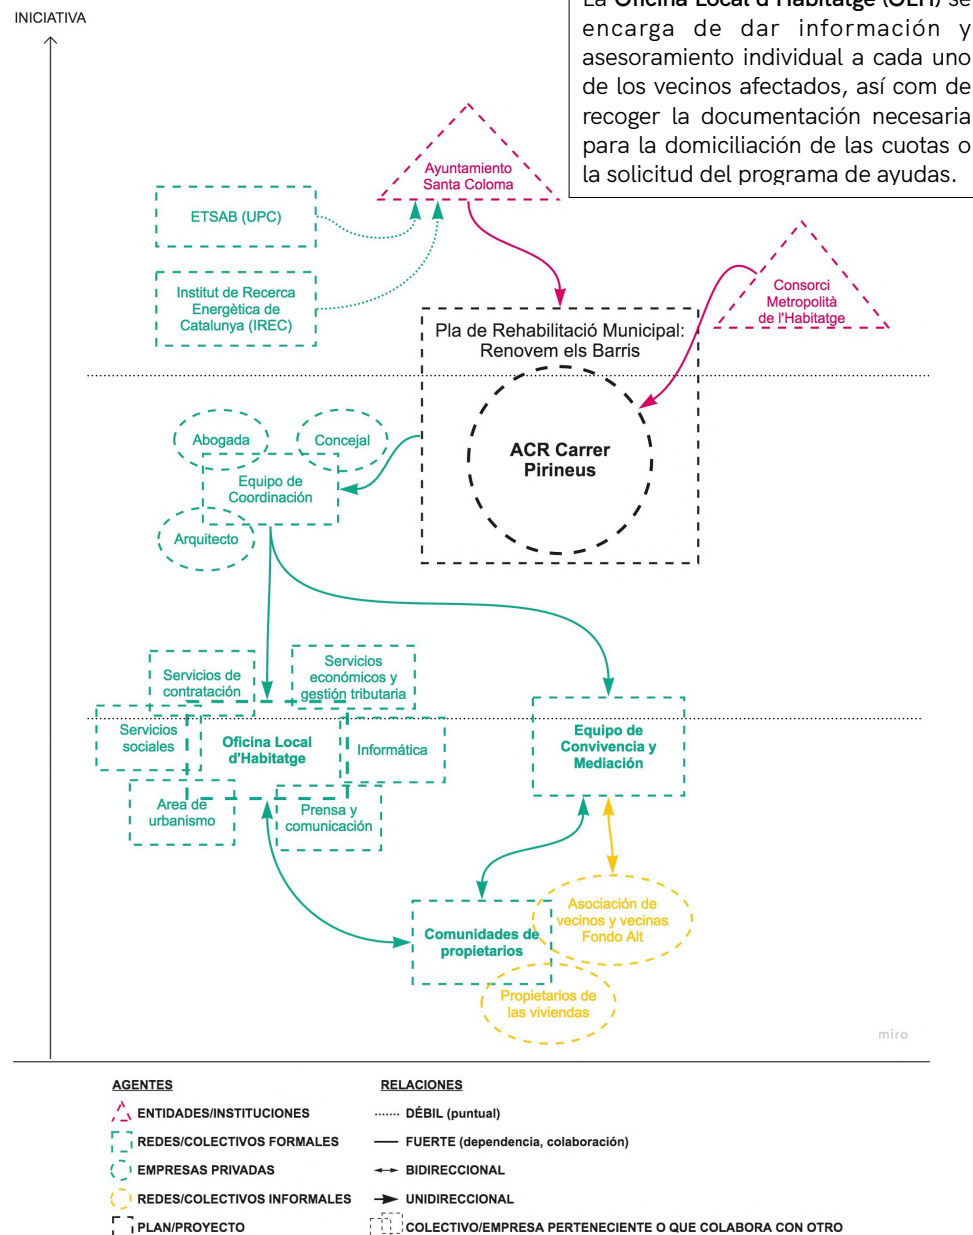 INICIATIVA
La Oficina Local d'Habitatge (OLH) se
encarga de dar información y
asesoramiento individual a cada uno
de los vecinos afectados, así com de
recoger la documentación necesaria
para la domiciliación de las cuotas o
la solicitud del programa de ayudas.
Ayuntamiento
Santa Coloma
ETSAB (UPC)
Institut de Recerca
Energètica de
Catalunya (IREC)
Consorci
Metropolità
de l'Habitatge
Pla de Rehabilitació Municipal:
Renovem els Barris
ACR Carrer
Pirineus
Abogada
Concejal
Equipo de
Coordinación
Arquitecto
Servicios de
contratación
Servicios
económicos y
gestión tributaria
Servicios
sociales
Oficina Local
d'Habitatge
Informática
Area de
urbanismo
Prensa y
comunicación
Equipo de
Convivencia y
Mediación
Comunidades de
propietarios
Asociación de
vecinos y vecinas
Fondo Alt
Propietarios de
las viviendas
miro
AGENTES
ENTIDADES/INSTITUCIONES
REDES/COLECTIVOS FORMALES
EMPRESAS PRIVADAS
REDES/COLECTIVOS INFORMALES
PLAN/PROYECTO
RELACIONES
DÉBIL (puntual)
FUERTE (dependencia, colaboración)
BIDIRECCIONAL
UNIDIRECCIONAL
COLECTIVO/EMPRESA PERTENECIENTE O QUE COLABORA CON OTRO